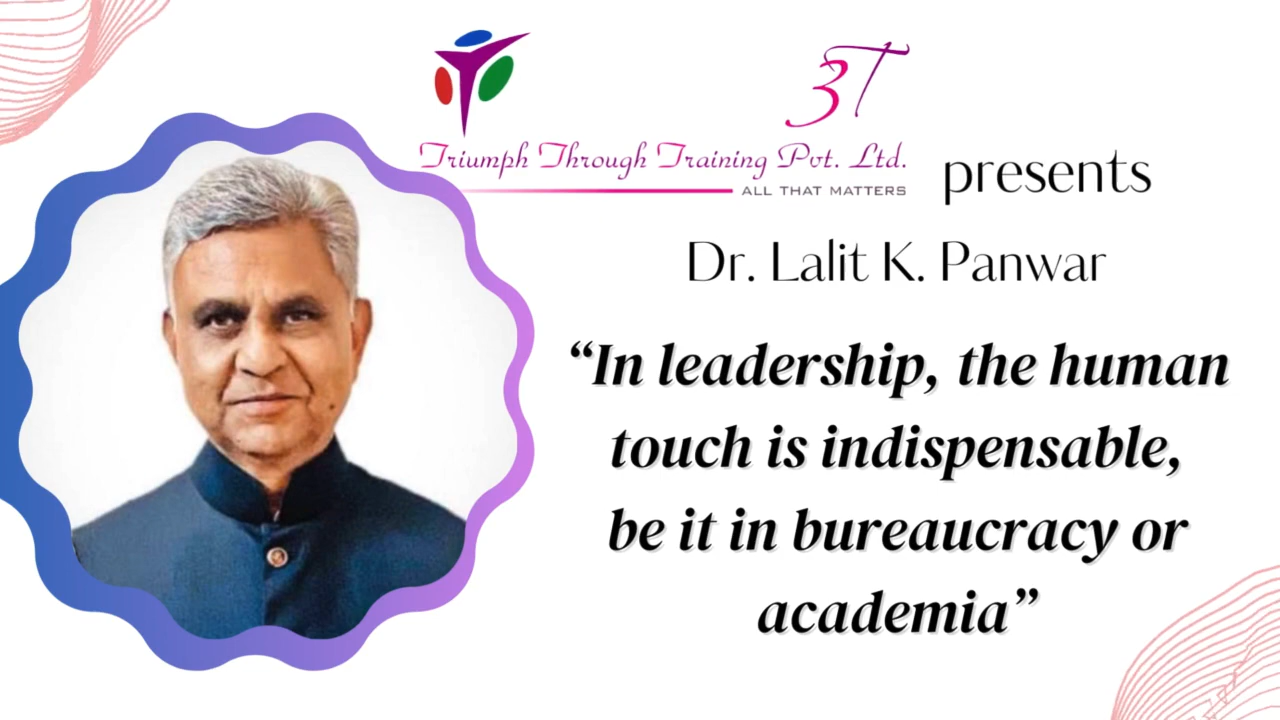 3T
Triumph Through Training Pvt. Ltd.
ALL THAT MATTERS
presents
Dr. Lalit K. Panwar
“In leadership, the human
touch is indispensable,
be it in bureaucracy or
academia”